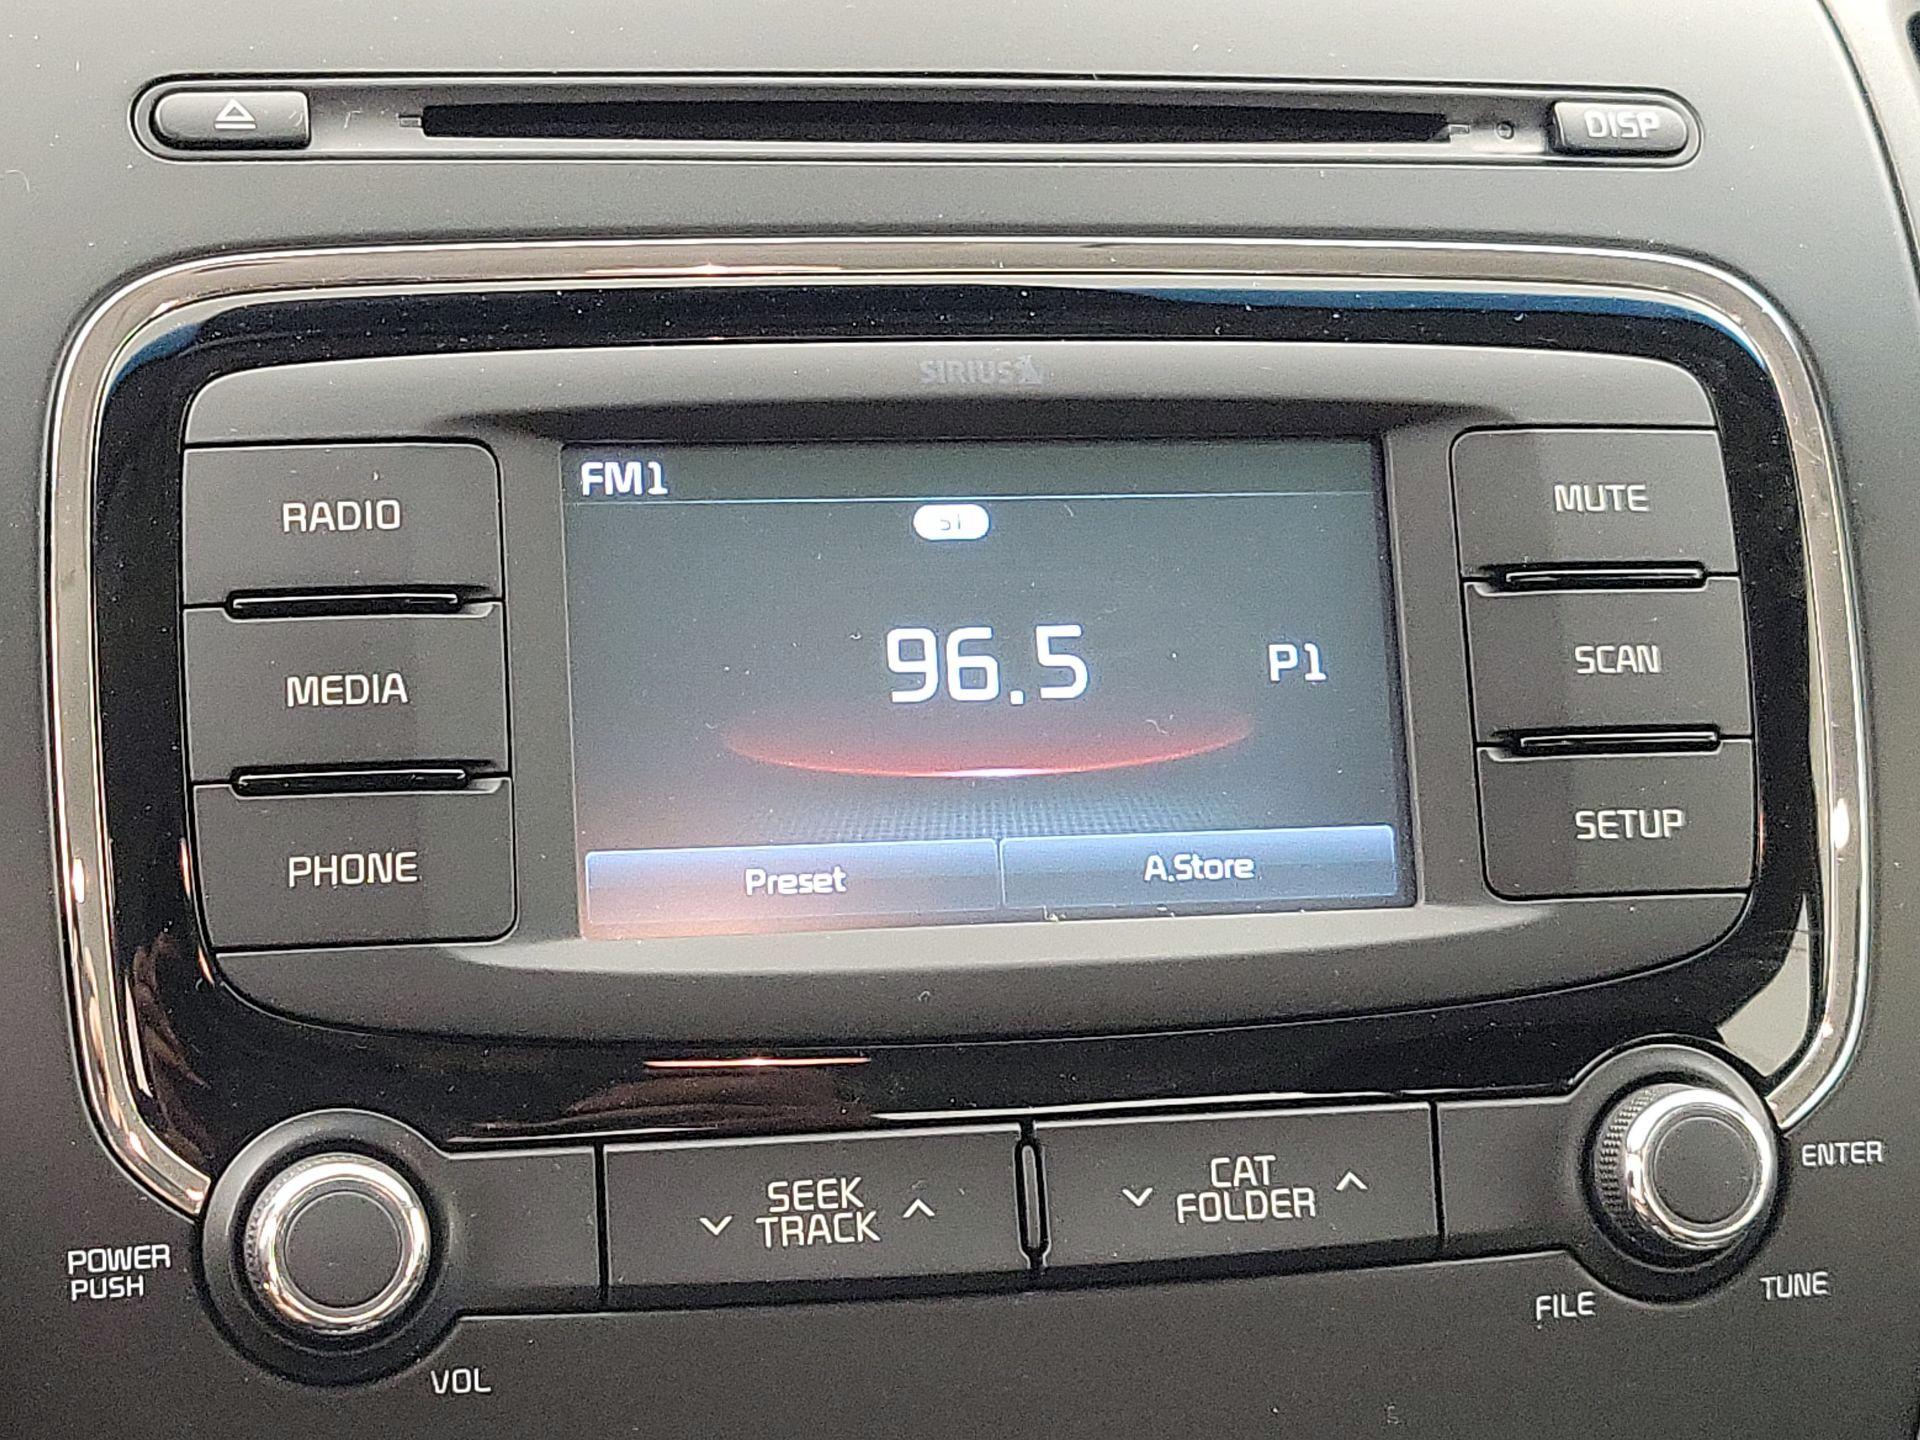 DISP
SIRIUS
RADIO
MEDIA
PHONE
FM1
ST
96.5
P1
Preset
A.Store
MUTE
SCAN
SETUP
POWER
PUSH
VOL
SEEK
TRACK
CAT
FOLDER
ENTER
TUNE
FILE